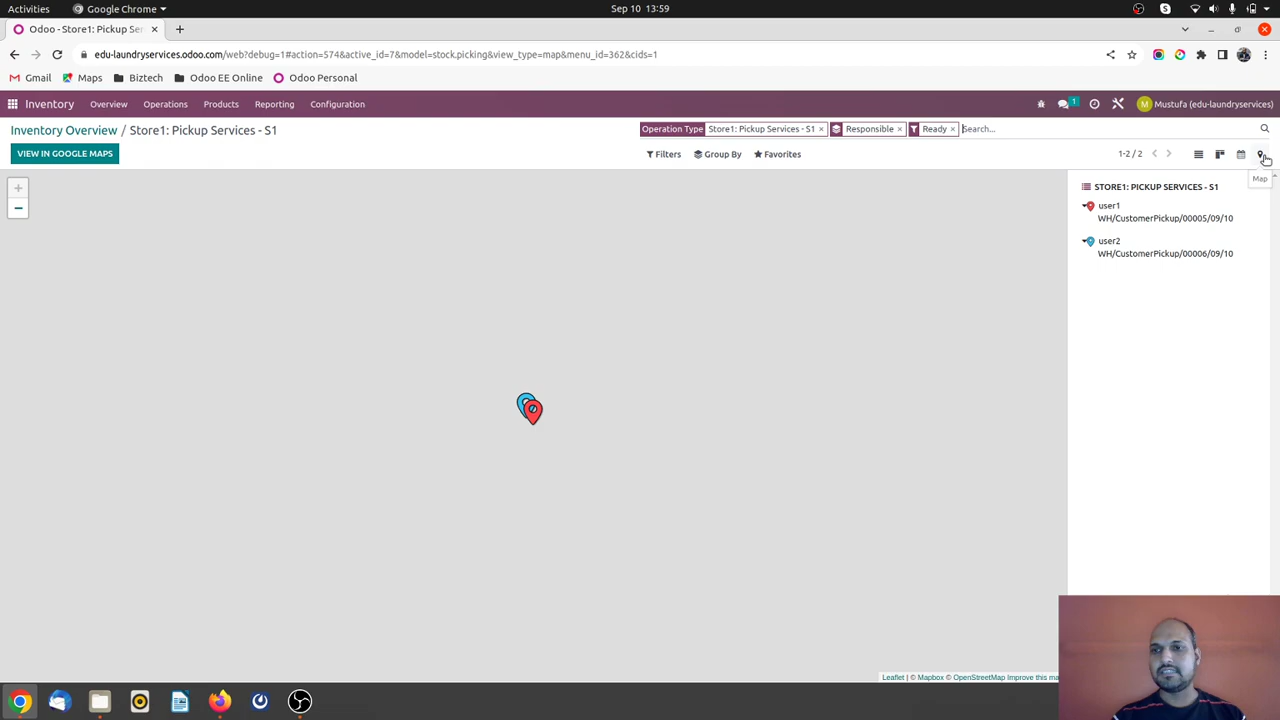 Activities
Google Chrome
Sep 10 13:59
Odoo - Store1: Pickup Ser
edu-laundryservices.odoo.com/web?debug=1#action=574&active_id=7&model=stock.picking&view_type=map&menu_id=362&cids=1
Gmail
Maps
Biztech
Odoo EE Online
Odoo Personal
Inventory
Overview
Operations
Products
Reporting
Configuration
1
M
Mustufa (edu-laundryservices)
Inventory Overview / Store1: Pickup Services - S1
Operation Type
Store1: Pickup Services - S1 ×
Responsible ×
Ready ×
Search...
VIEW IN GOOGLE MAPS
Filters
Group By
Favorites
1-2 / 2
Map
+
−
STORE1: PICKUP SERVICES - S1
user1
WH/CustomerPickup/00005/09/10
user2
WH/CustomerPickup/00006/09/10
Leaflet | © Mapbox © OpenStreetMap Improve this ma